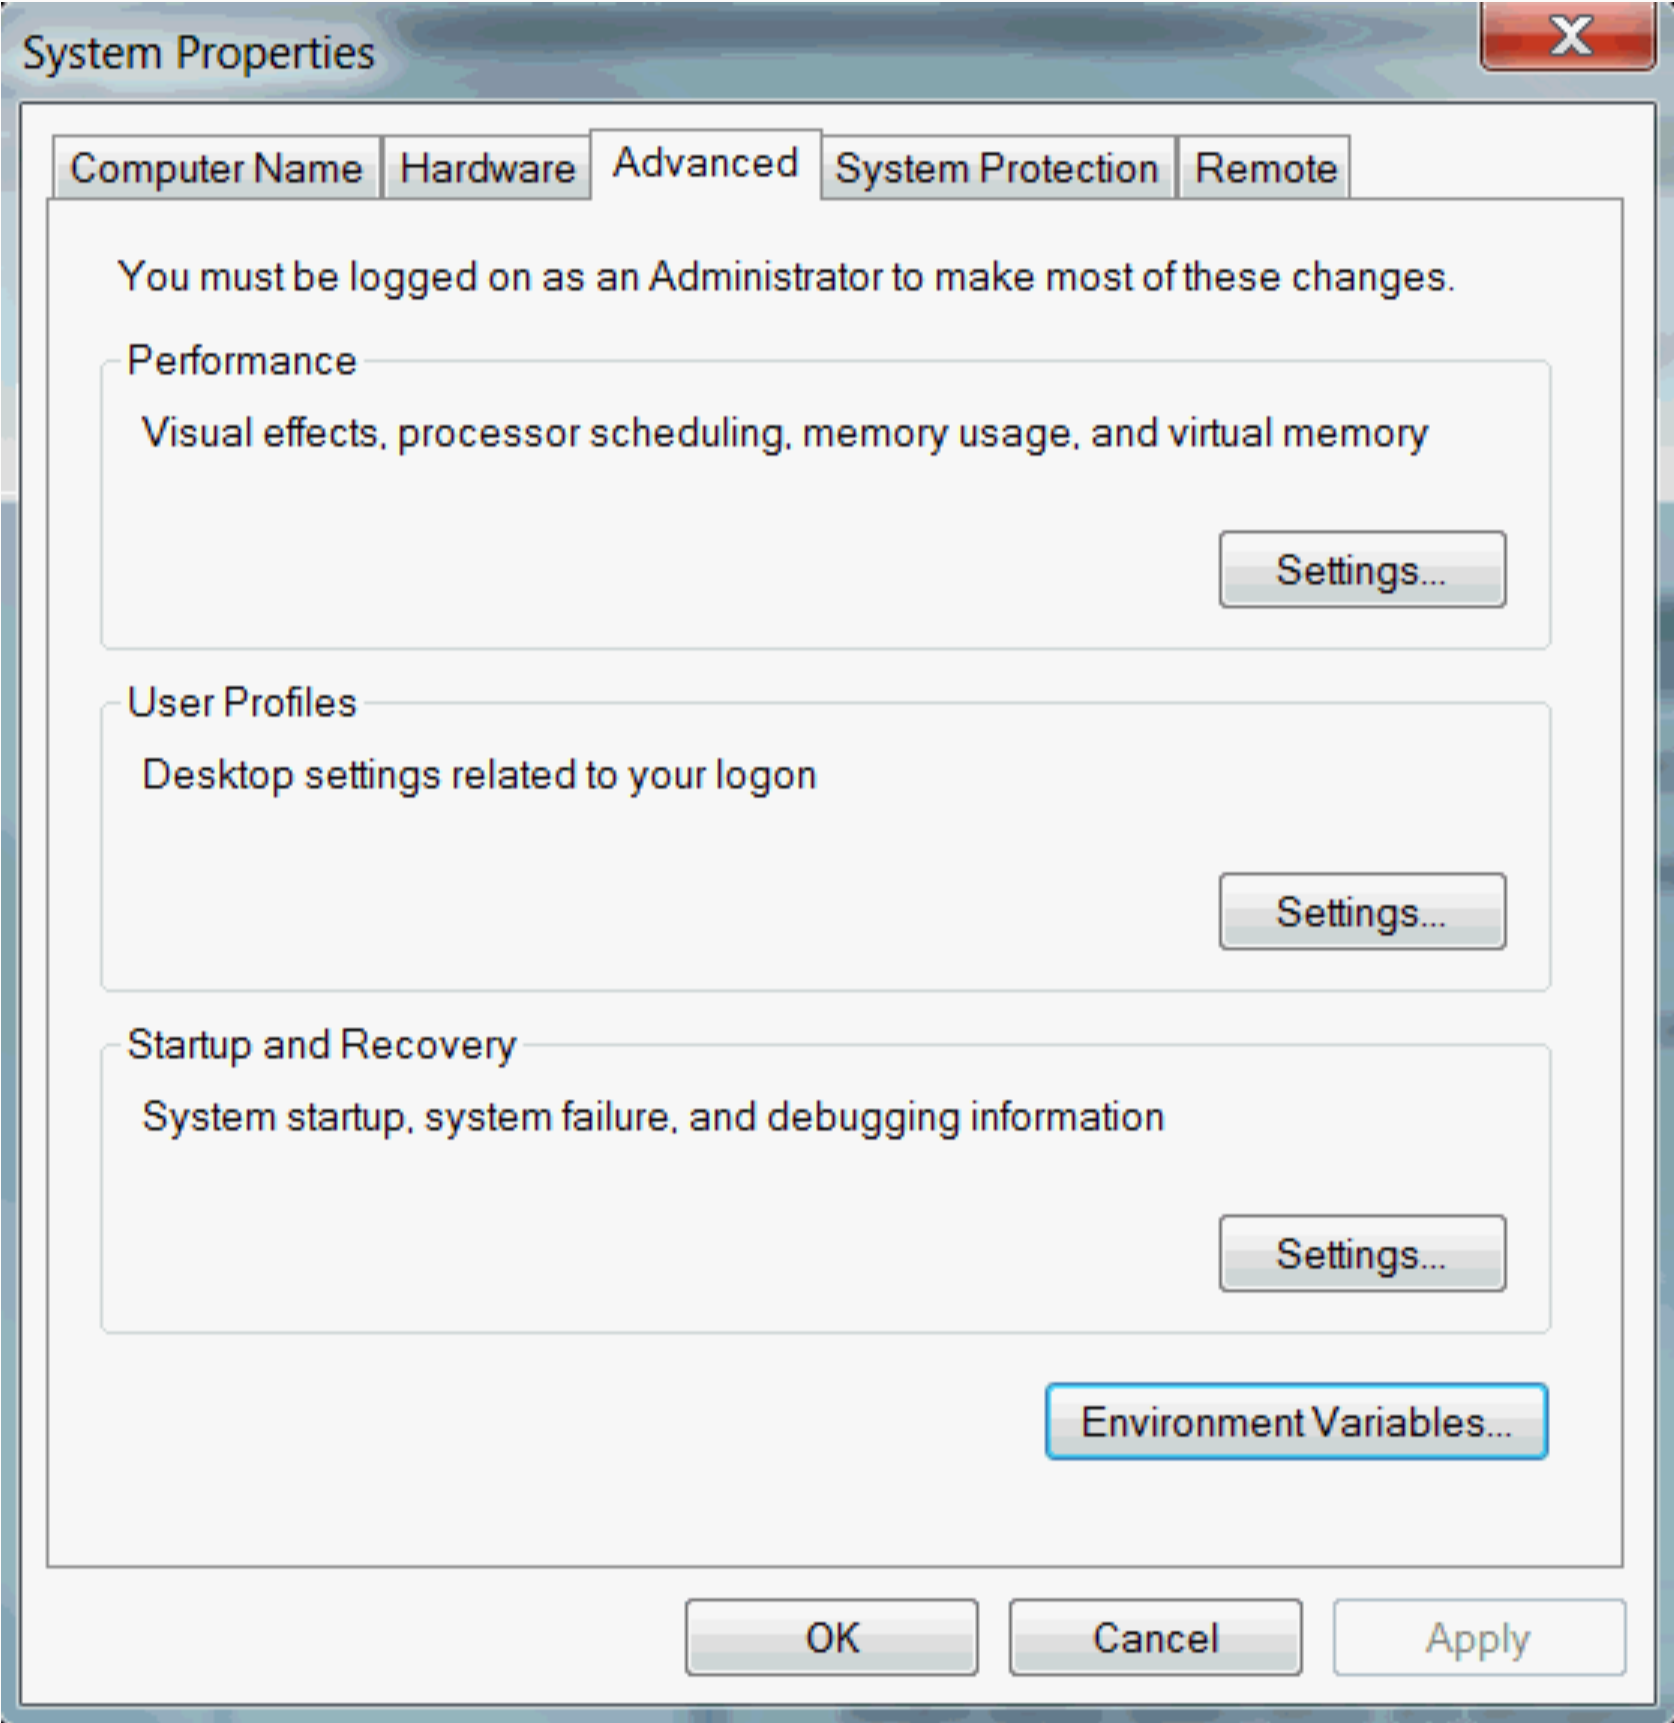 System Properties
Computer Name Hardware Advanced System Protection Remote
You must be logged on as an Administrator to make most of these changes.
Performance
Visual effects, processor scheduling, memory usage, and virtual memory
Settings...
User Profiles
Desktop settings related to your logon
Settings...
Startup and Recovery
System startup, system failure, and debugging information
Settings...
Environment Variables...
OK Cancel Apply